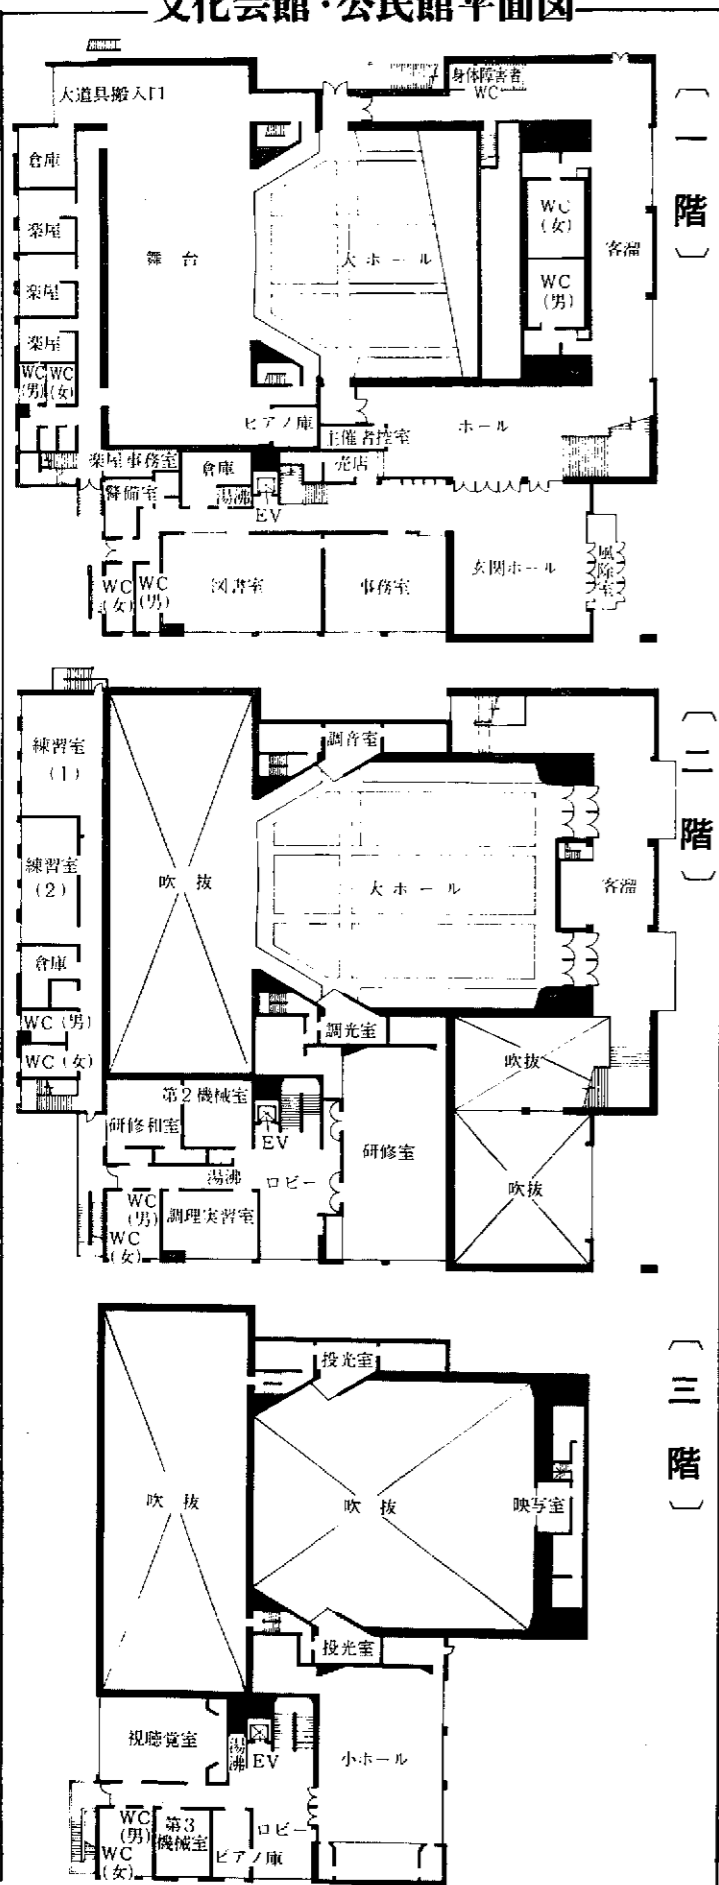 文化会館・公民館平面図
〔一階〕
大道具搬入口
身体障害者
WC
倉庫
楽屋
楽屋
楽屋
WC
(男)
WC
(女)
舞台
大ホール
WC
(女)
WC
(男)
客溜
ピアノ庫
主催者控室
ホール
楽屋事務室
倉庫
売店
警備室
湯沸
EV
WC
(女)
WC
(男)
図書室
事務室
玄関ホール
風除室
〔二階〕
練習室
(1)
調音室
練習室
(2)
吹抜
大ホール
客溜
倉庫
WC(男)
WC(女)
調光室
吹抜
第2機械室
研修和室
EV
研修室
湯沸
ロビー
吹抜
WC
(男)
WC
(女)
調理実習室
〔三階〕
投光室
吹抜
吹抜
映写室
投光室
視聴覚室
湯沸
EV
小ホール
WC
(男)
WC
(女)
第3
機械室
ロビー
ピアノ庫